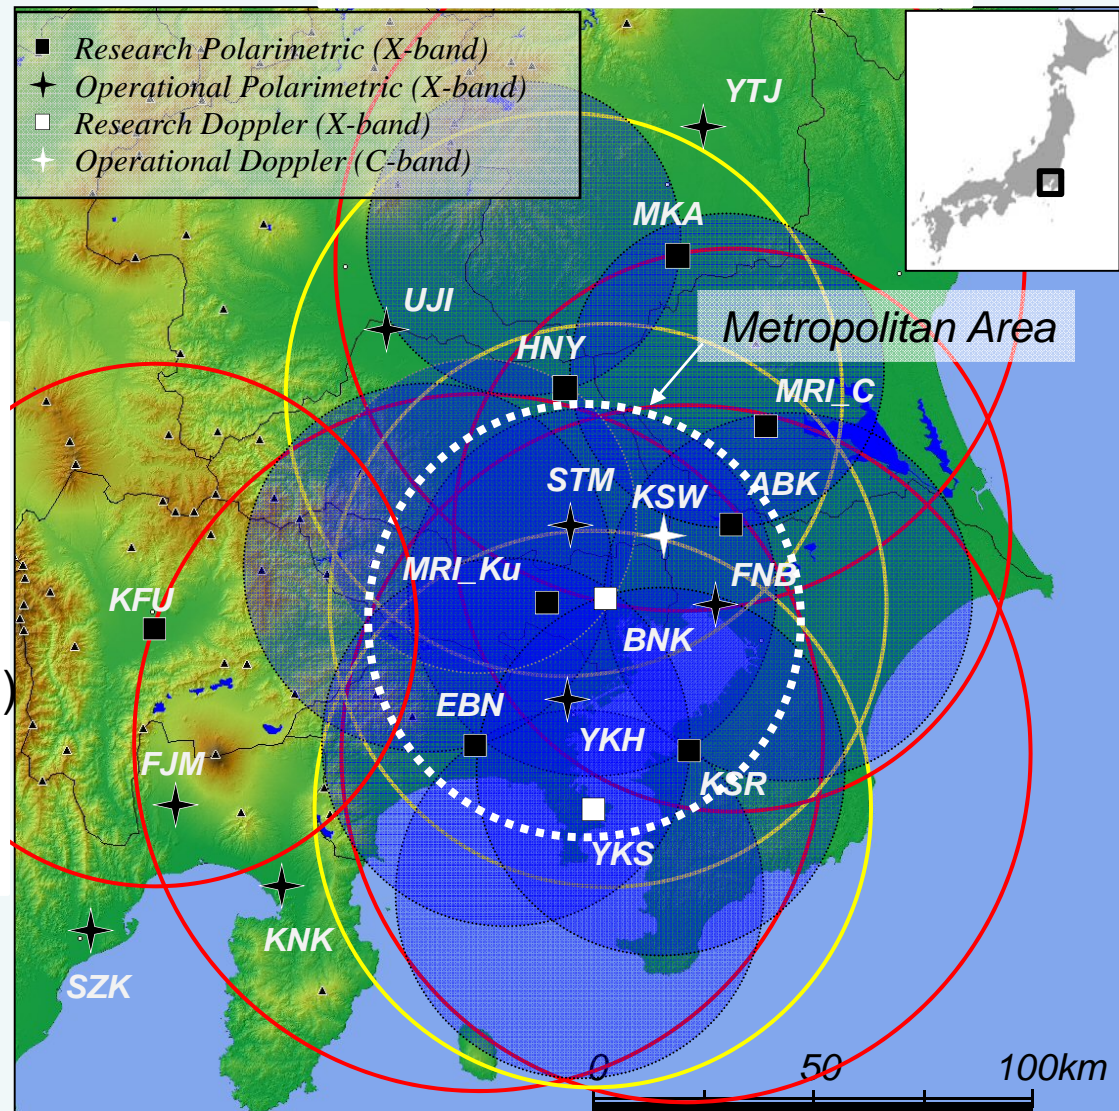 Research Polarimetric (X-band)
Operational Polarimetric (X-band)
Research Doppler (X-band)
Operational Doppler (C-band)
YTJ
MKA
UJI
Metropolitan Area
HNY
MRI_C
STM
KSW
ABK
MRI_Ku
FNB
KFU
BNK
)
EBN
YKH
FJM
KSR
YKS
KNK
SZK
0 50 100km